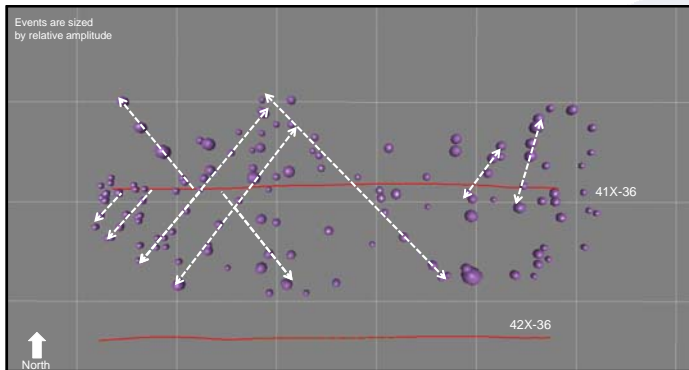 Events are sized
by relative amplitude
41X-36
42X-36
North